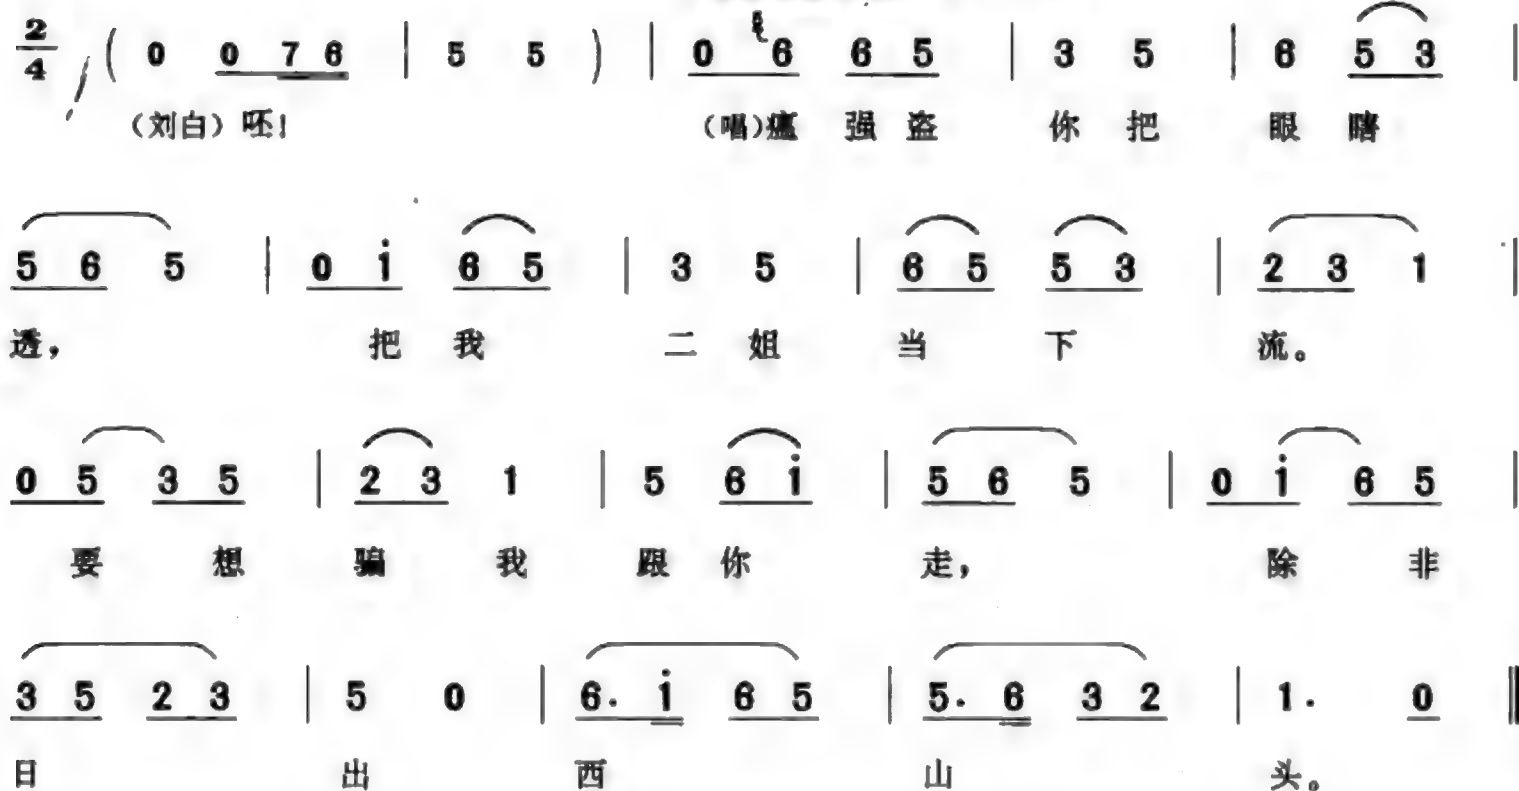 2/4 ( 0 0 7 6 | 5 5 ) | 0 6 6 5 | 3 5 | 6 5 3 |
(刘白)呸! (唱)瘟 强 盗 你 把 眼 瞎
5 6 5 | 0 i 6 5 | 3 5 | 6 5 5 3 | 2 3 1 |
透, 把 我 二 姐 当 下 流。
0 5 3 5 | 2 3 1 | 5 6 i | 5 6 5 | 0 i 6 5 |
要 想 骗 我 跟 你 走, 除 非
3 5 2 3 | 5 0 | 6. i 6 5 | 5. 6 3 2 | 1. 0 ‖
日 出 西 山 头。